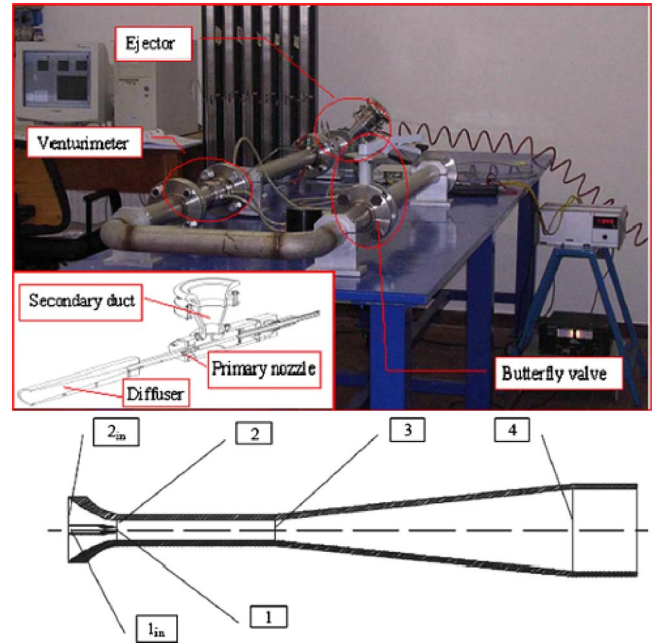 Ejector
Venturimeter
Secondary duct
Primary nozzle
Diffuser
Butterfly valve
2in
2
3
4
1in
1